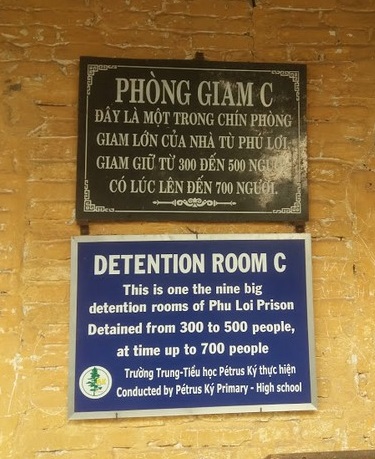 PHÒNG GIAM C
ĐÂY LÀ MỘT TRONG CHÍN PHÒNG
GIAM LỚN CỦA NHÀ TÙ PHÚ LỢI.
GIAM GIỮ TỪ 300 ĐẾN 500 NGƯỜI
CÓ LÚC LÊN ĐẾN 700 NGƯỜI.
DETENTION ROOM C
This is one the nine big
detention rooms of Phu Loi Prison
Detained from 300 to 500 people,
at time up to 700 people
Trường Trung-Tiểu học Pétrus Ký thực hiện
Conducted by Pétrus Ký Primary - High school